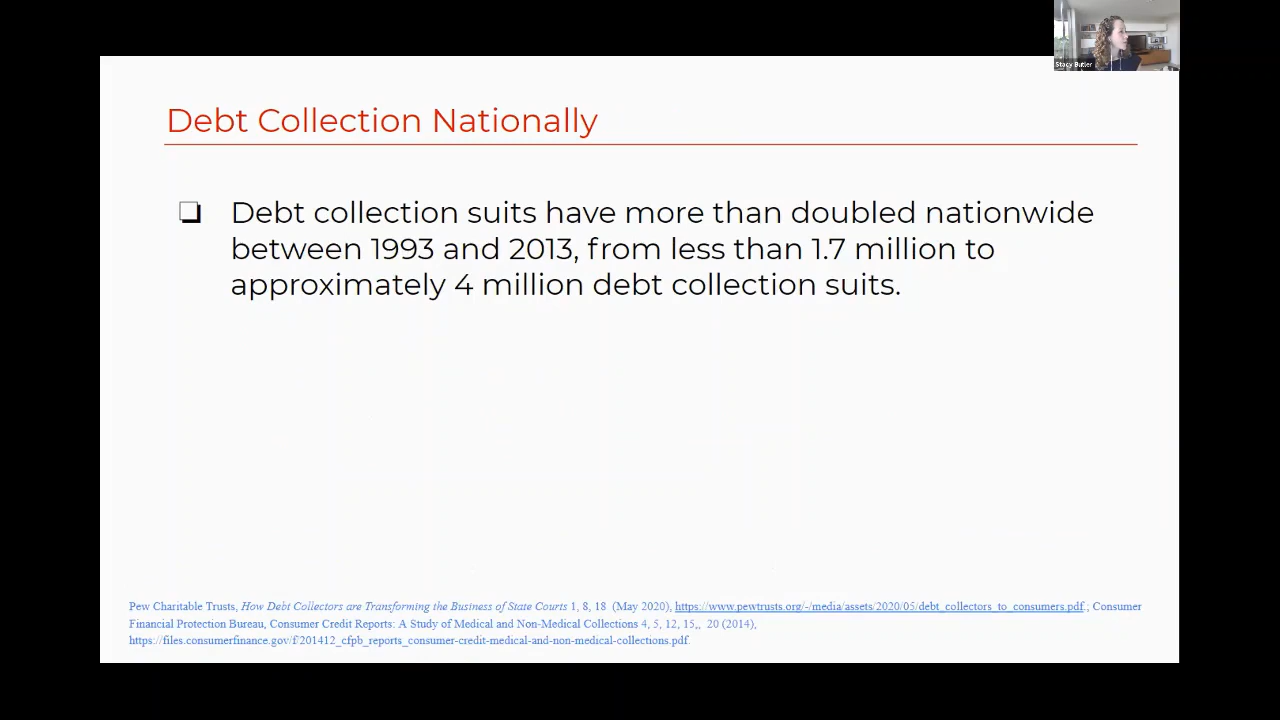 Stacy Butler
Debt Collection Nationally
❏ Debt collection suits have more than doubled nationwide
between 1993 and 2013, from less than 1.7 million to
approximately 4 million debt collection suits.
Pew Charitable Trusts, How Debt Collectors are Transforming the Business of State Courts 1, 8, 18 (May 2020), https://www.pewtrusts.org/-/media/assets/2020/05/debt_collectors_to_consumers.pdf.; Consumer
Financial Protection Bureau, Consumer Credit Reports: A Study of Medical and Non-Medical Collections 4, 5, 12, 15,, 20 (2014),
https://files.consumerfinance.gov/f/201412_cfpb_reports_consumer-credit-medical-and-non-medical-collections.pdf.